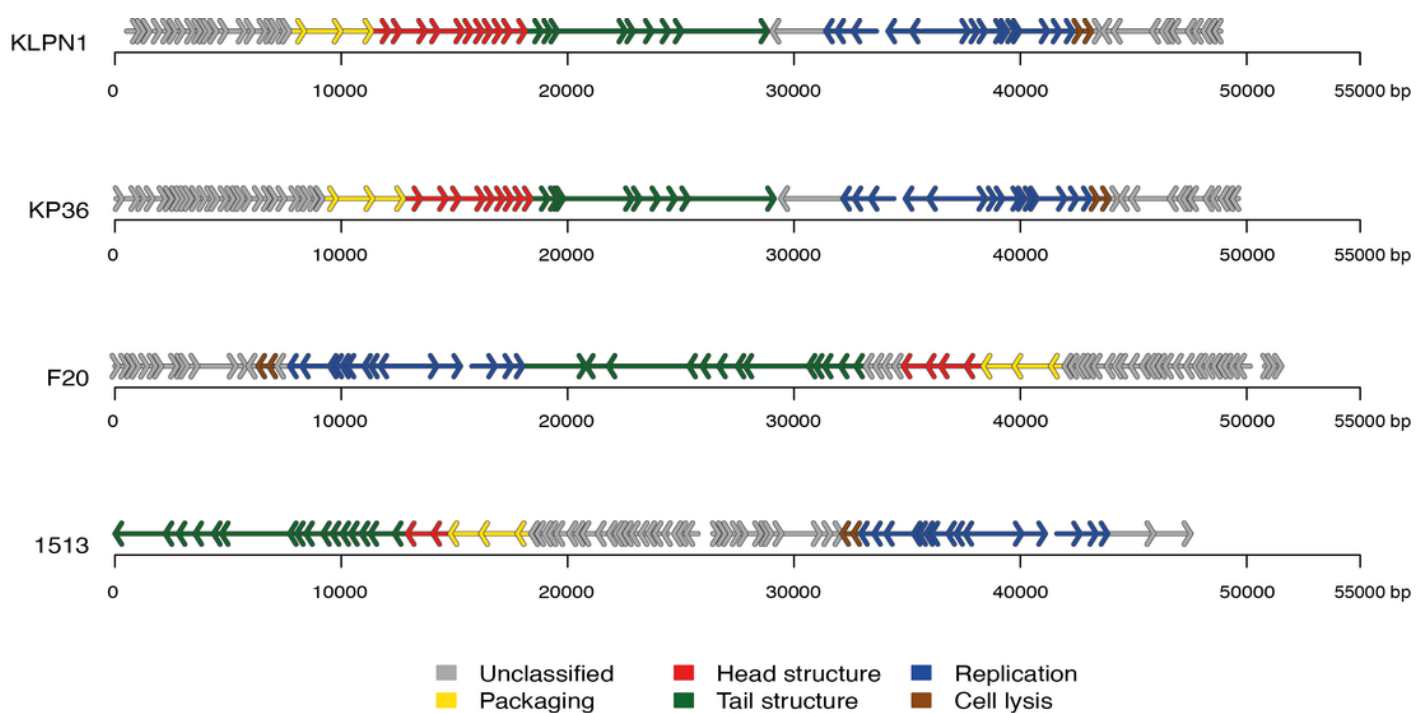 KLPN1
0 10000 20000 30000 40000 50000 55000 bp
KP36
0 10000 20000 30000 40000 50000 55000 bp
F20
0 10000 20000 30000 40000 50000 55000 bp
1513
0 10000 20000 30000 40000 50000 55000 bp
Unclassified Head structure Replication
Packaging Tail structure Cell lysis